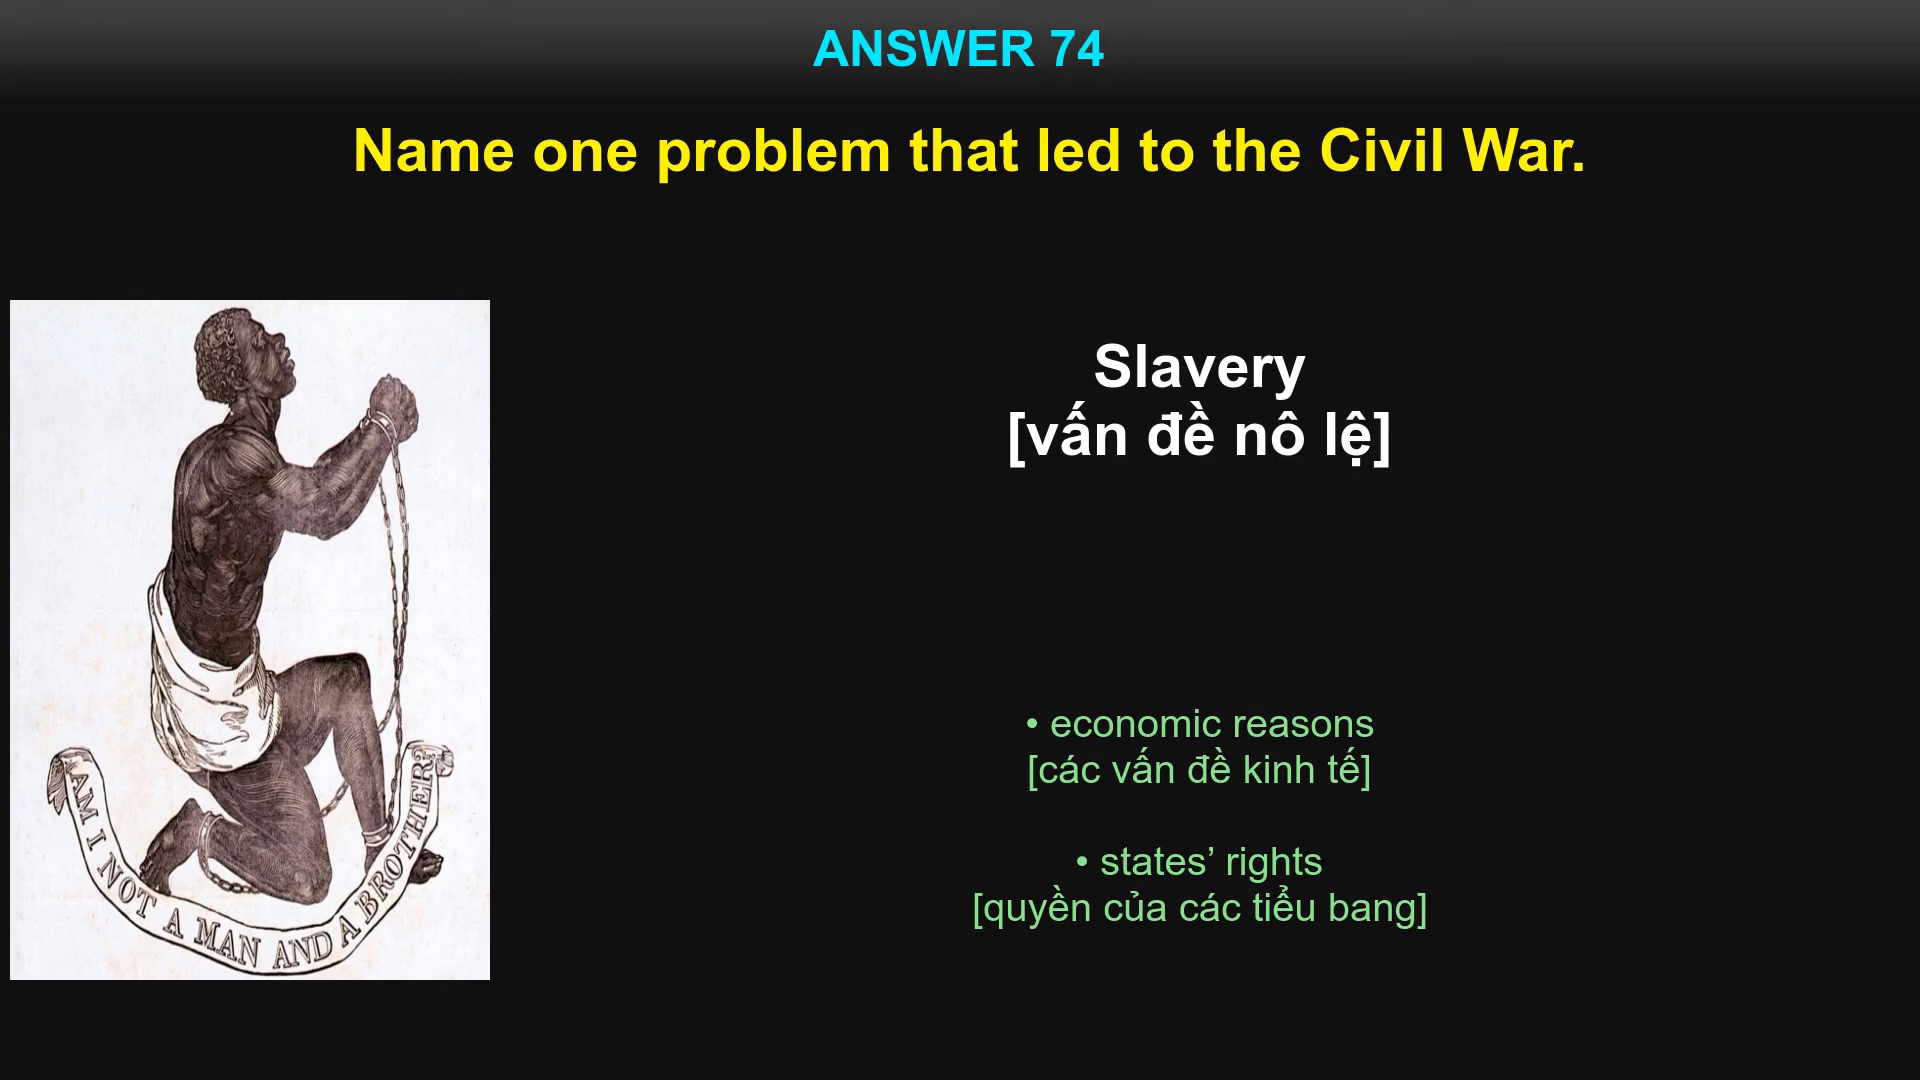 ANSWER 74
Name one problem that led to the Civil War.
Slavery
[vấn đề nô lệ]
• economic reasons
[các vấn đề kinh tế]
• states’ rights
[quyền của các tiểu bang]
AM I NOT A MAN AND A BROTHER?